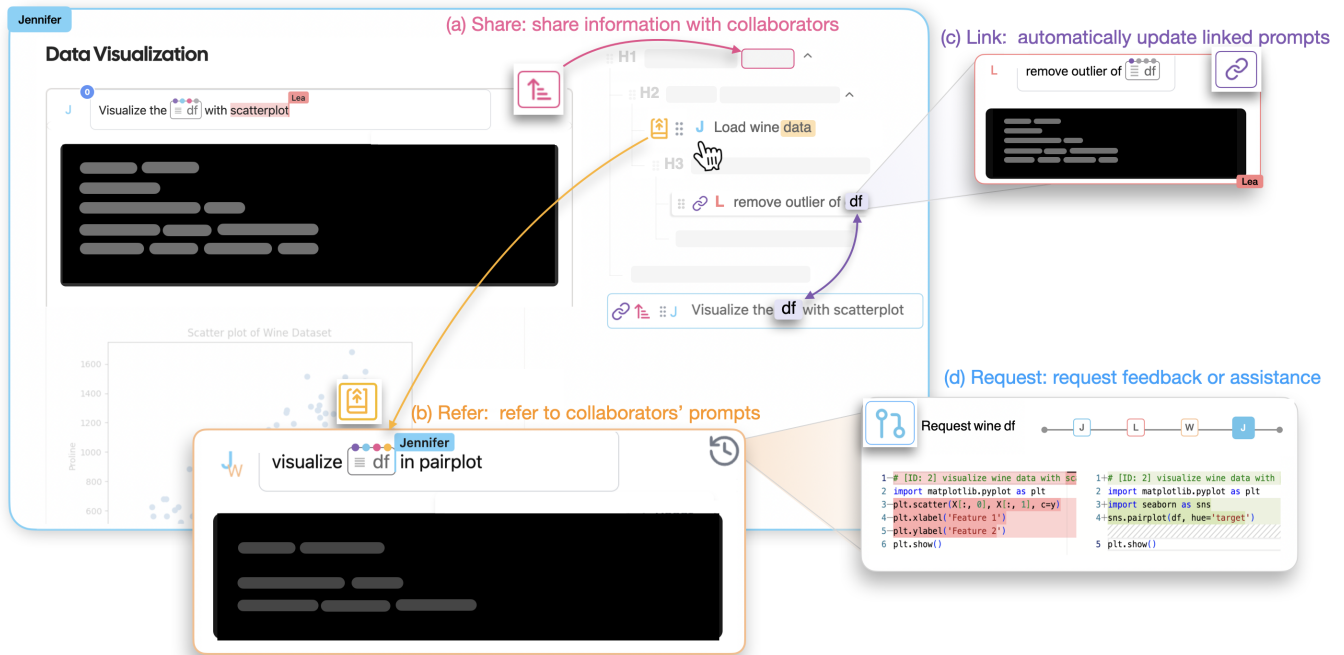 Jennifer
(a) Share: share information with collaborators
Data Visualization
0
J
Visualize the df with scatterplot
Lea
H1
H2
J Load wine data
H3
L remove outlier of df
J Visualize the df with scatterplot
(c) Link: automatically update linked prompts
L remove outlier of df
Lea
Scatter plot of Wine Dataset
1600
1400
1200
1000
800
600
Proline
(b) Refer: refer to collaborators' prompts
Jennifer
J
W
visualize df in pairplot
(d) Request: request feedback or assistance
Request wine df
J L W J
1-# [ID: 2] visualize wine data with
2 import matplotlib.pyplot as plt
3-plt.scatter(X[:, 0], X[:, 1], c=y)
4-plt.xlabel('Feature 1')
5-plt.ylabel('Feature 2')
6 plt.show()
1+# [ID: 2] visualize wine data with
2 import matplotlib.pyplot as plt
3+import seaborn as sns
4+sns.pairplot(df, hue='target')
5 plt.show()